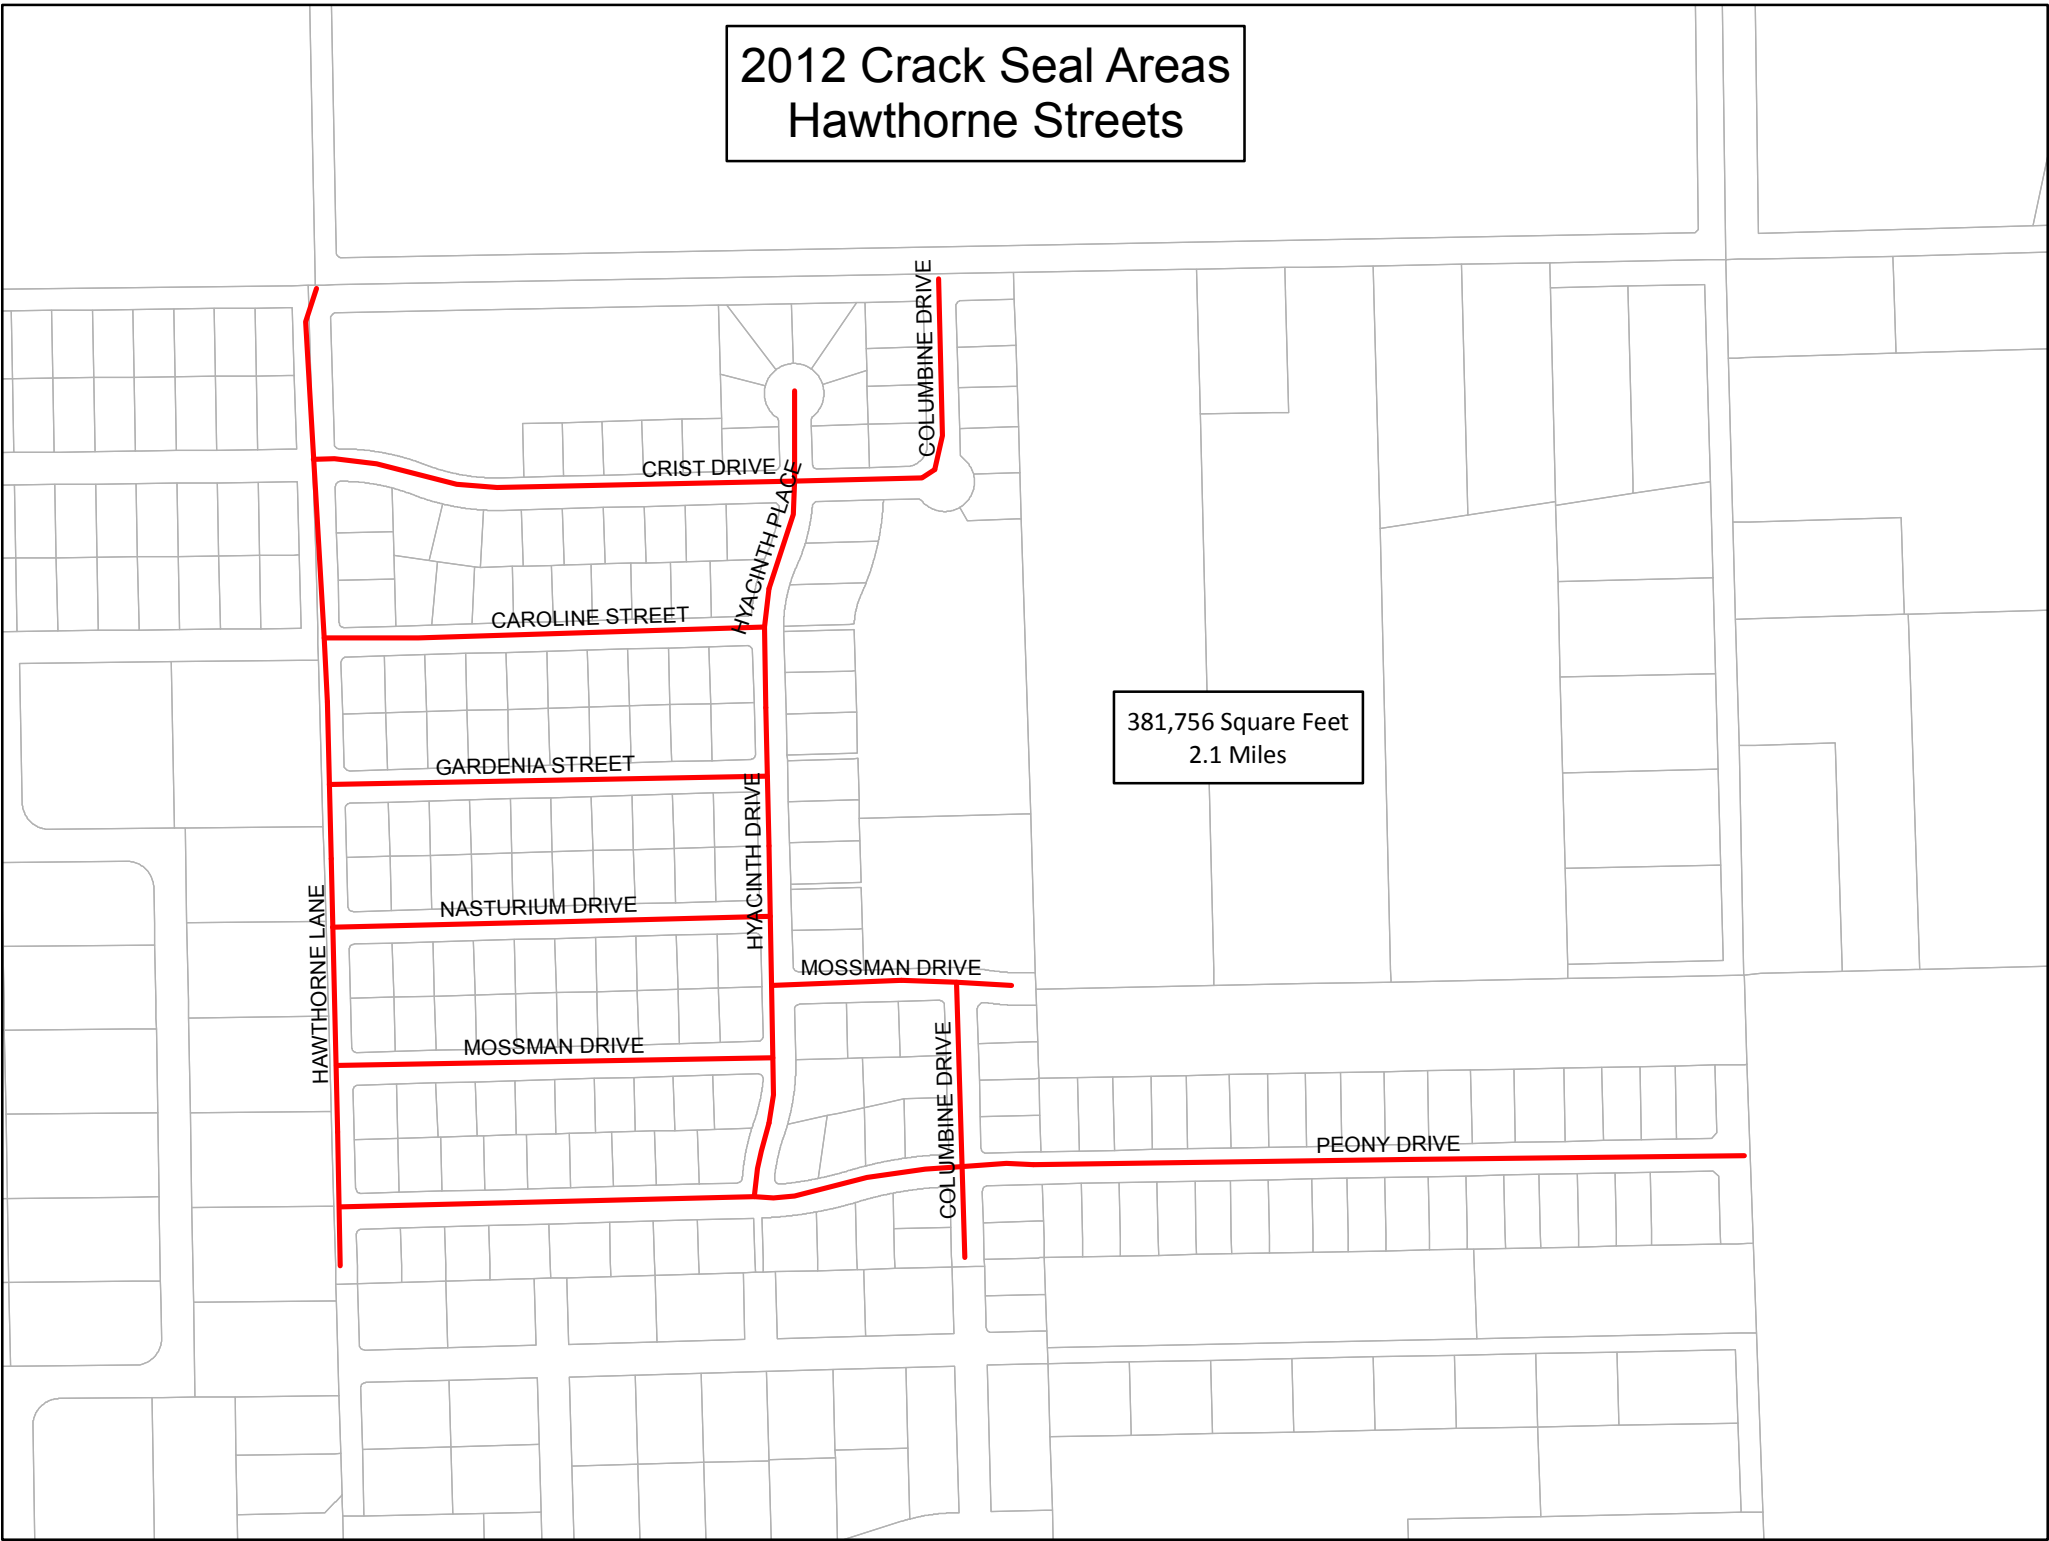 2012 Crack Seal Areas
Hawthorne Streets
COLUMBINE DRIVE
CRIST DRIVE
HYACINTH PLACE
CAROLINE STREET
381,756 Square Feet
2.1 Miles
GARDENIA STREET
HYACINTH DRIVE
NASTURIUM DRIVE
HAWTHORNE LANE
MOSSMAN DRIVE
MOSSMAN DRIVE
COLUMBINE DRIVE
PEONY DRIVE